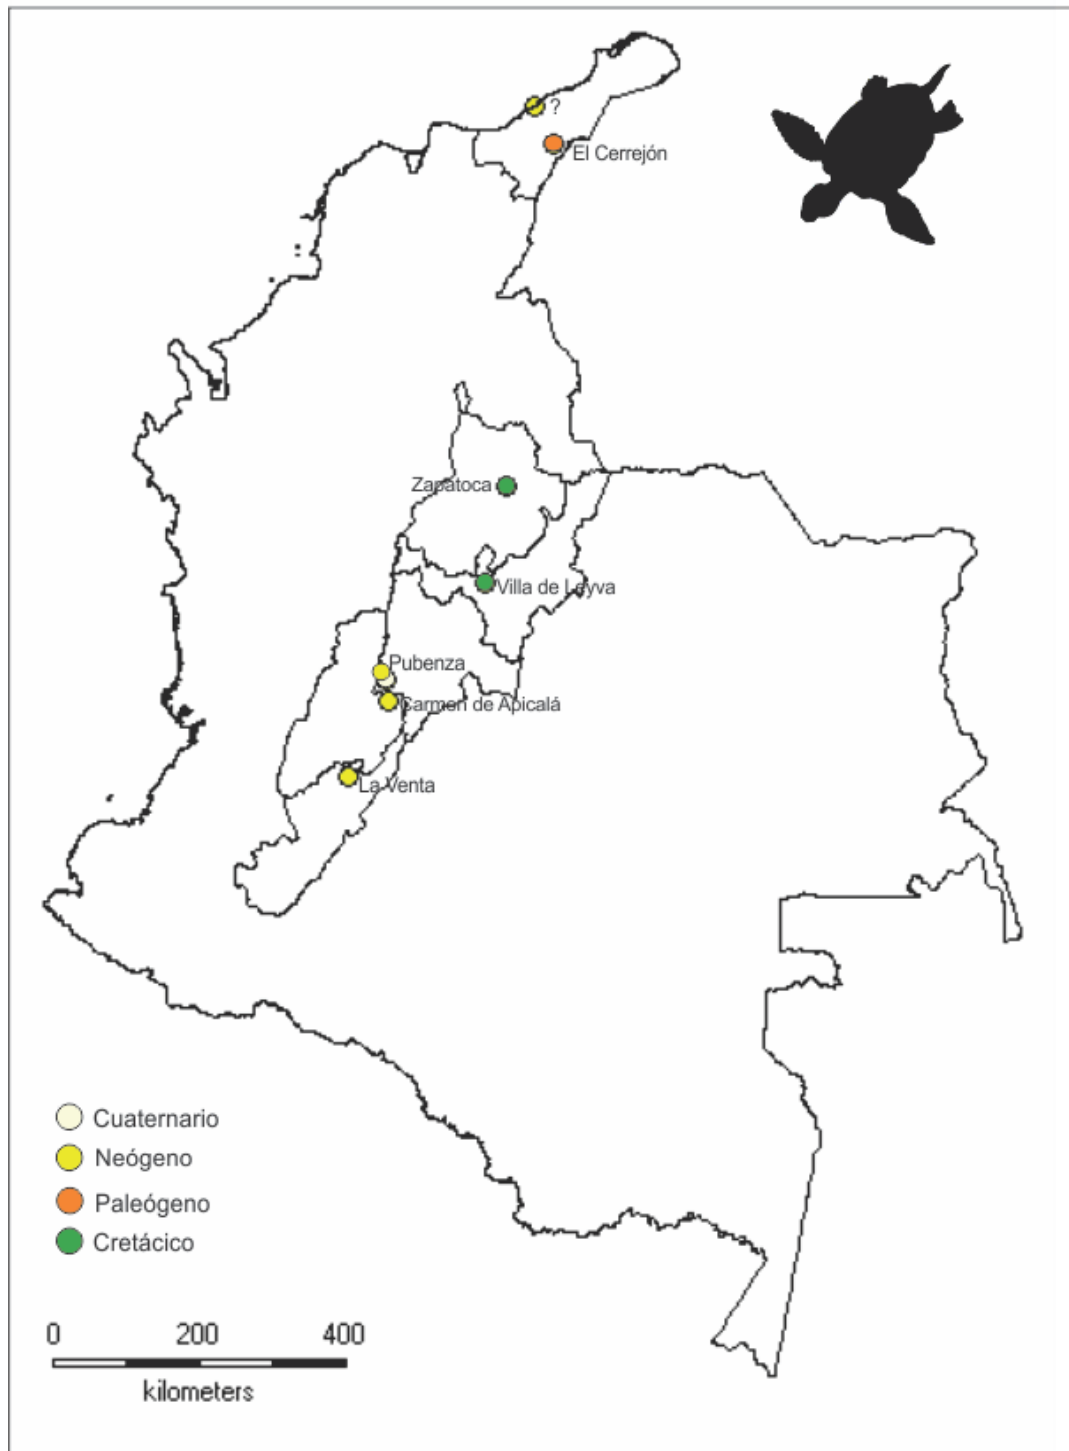 ?
El Cerrejón
Zapatoca
Villa de Leyva
Pubenza
Carmen de Apicalá
La Venta
Cuaternario
Neógeno
Paleógeno
Cretácico
0 200 400
kilometers